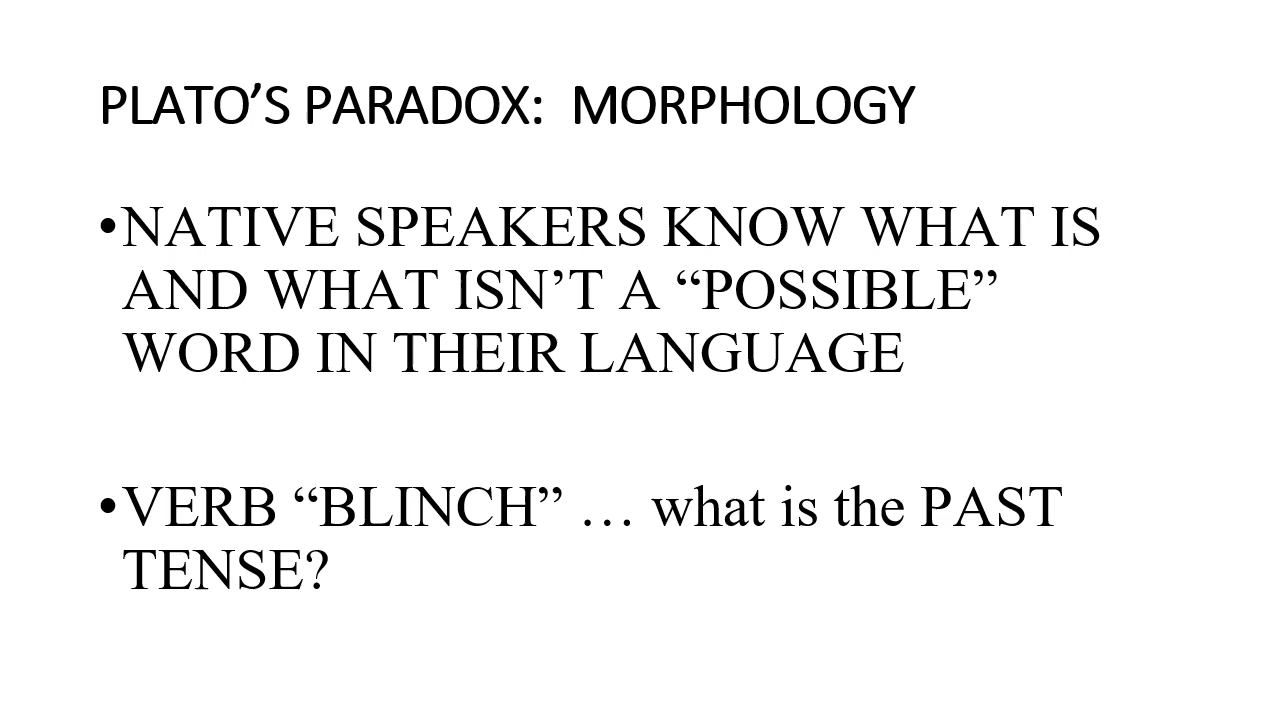 PLATO’S PARADOX:  MORPHOLOGY
•NATIVE SPEAKERS KNOW WHAT IS
AND WHAT ISN’T A “POSSIBLE”
WORD IN THEIR LANGUAGE
•VERB “BLINCH” … what is the PAST
TENSE?